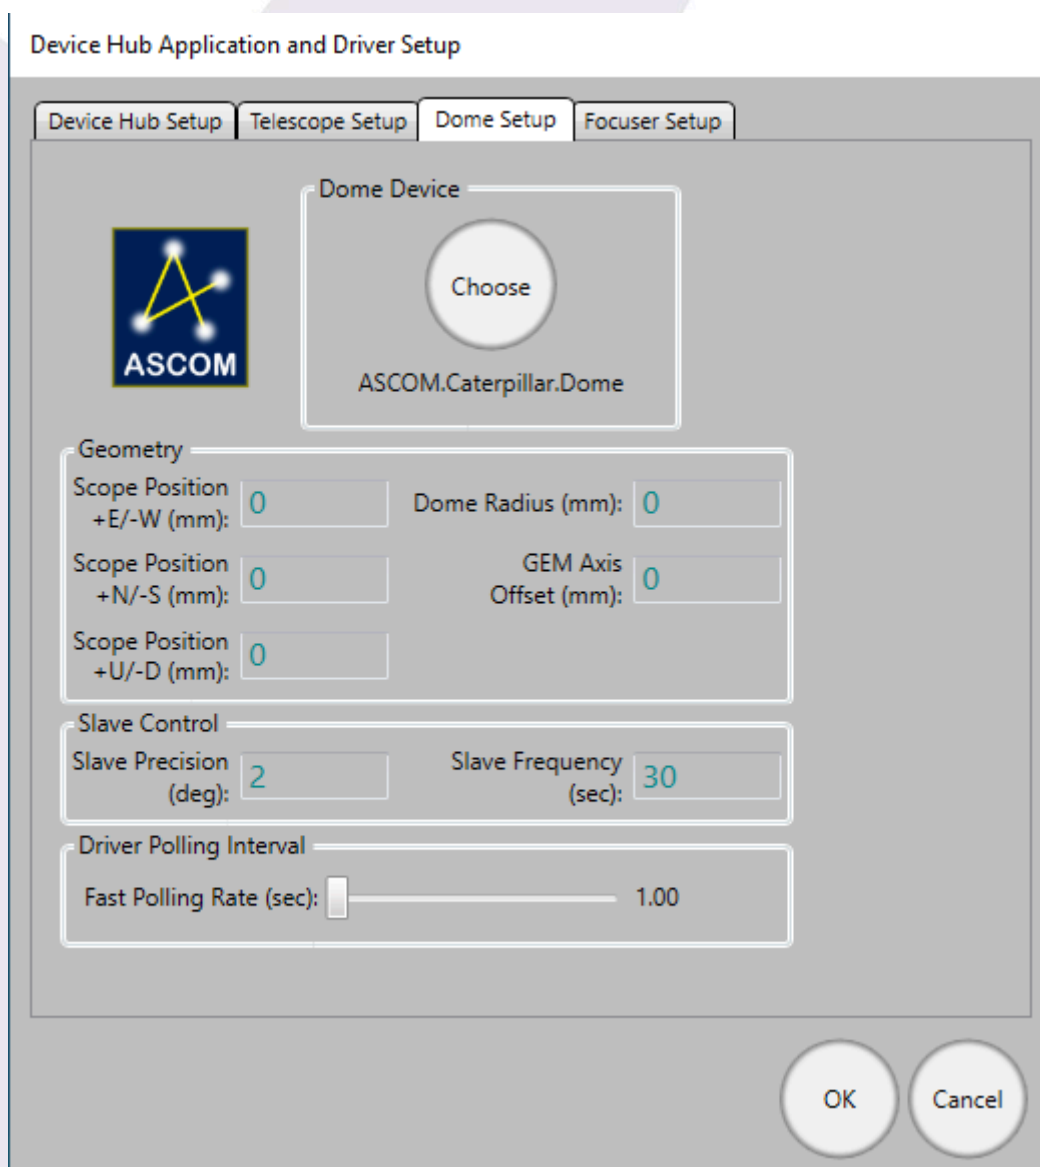 Device Hub Application and Driver Setup
Device Hub Setup
Telescope Setup
Dome Setup
Focuser Setup
Dome Device
Choose
ASCOM
ASCOM.Caterpillar.Dome
Geometry
Scope Position
+E/-W (mm):
0
Dome Radius (mm):
0
Scope Position
+N/-S (mm):
0
GEM Axis
Offset (mm):
0
Scope Position
+U/-D (mm):
0
Slave Control
Slave Precision
(deg):
2
Slave Frequency
(sec):
30
Driver Polling Interval
Fast Polling Rate (sec):
1.00
OK
Cancel